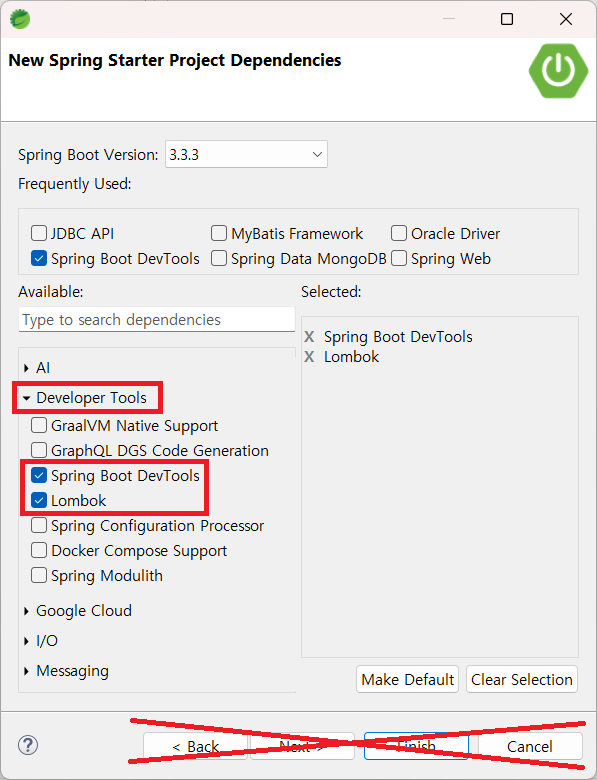 New Spring Starter Project Dependencies
Spring Boot Version: 3.3.3
Frequently Used:
JDBC API MyBatis Framework Oracle Driver
Spring Boot DevTools Spring Data MongoDB Spring Web
Available: Selected:
Type to search dependencies
X Spring Boot DevTools
X Lombok
AI
Developer Tools
GraalVM Native Support
GraphQL DGS Code Generation
Spring Boot DevTools
Lombok
Spring Configuration Processor
Docker Compose Support
Spring Modulith
Google Cloud
I/O
Messaging
Make Default Clear Selection
? < Back Next > Finish Cancel